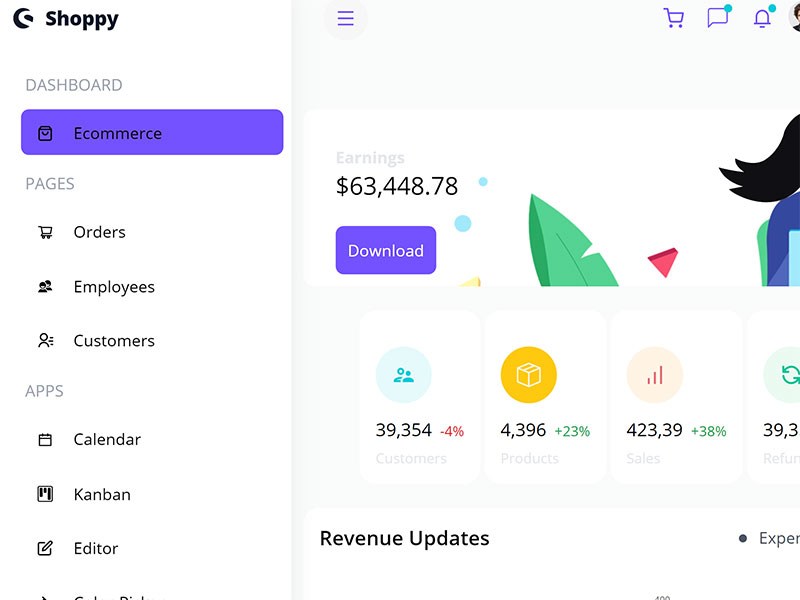 Shoppy
DASHBOARD
Ecommerce
PAGES
Orders
Employees
Customers
APPS
Calendar
Kanban
Editor
Earnings
$63,448.78
Download
39,354 -4%
Customers
4,396 +23%
Products
423,39 +38%
Sales
39,3
Refun
Revenue Updates
Exper
400